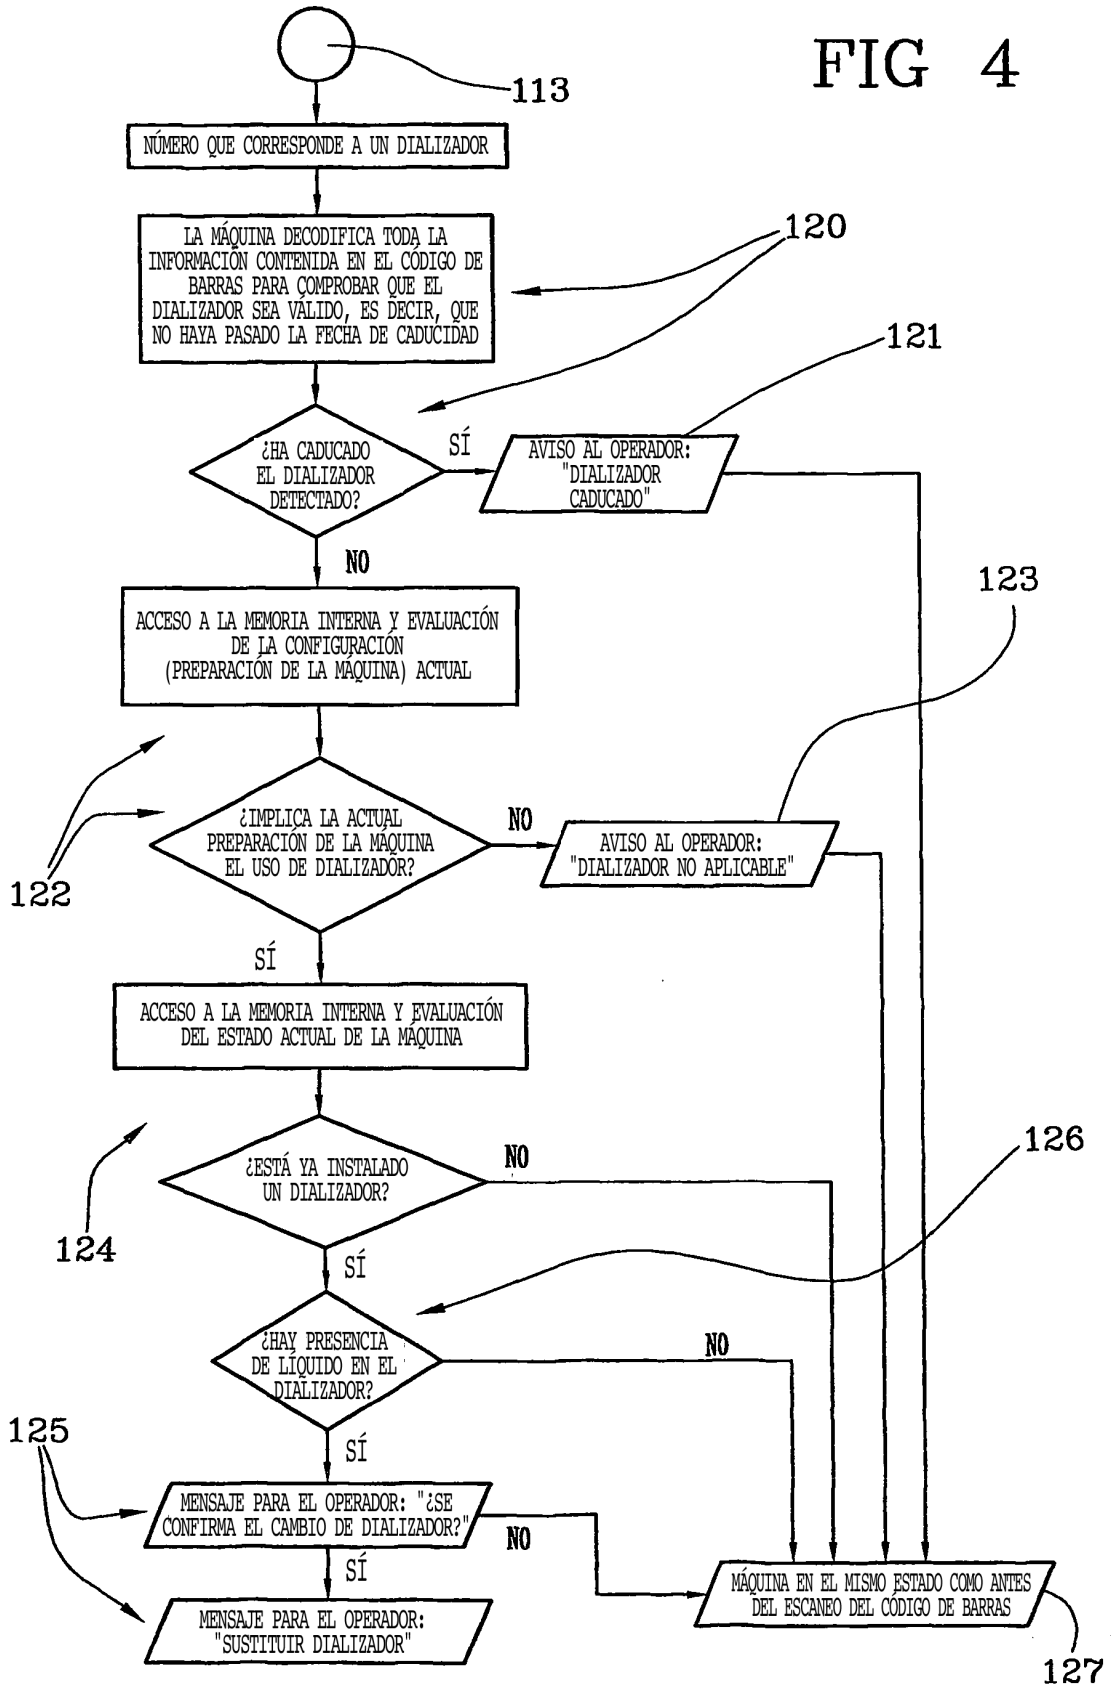 FIG 4
113
NÚMERO QUE CORRESPONDE A UN DIALIZADOR
120
LA MÁQUINA DECODIFICA TODA LA
INFORMACIÓN CONTENIDA EN EL CÓDIGO DE
BARRAS PARA COMPROBAR QUE EL
DIALIZADOR SEA VÁLIDO, ES DECIR, QUE
NO HAYA PASADO LA FECHA DE CADUCIDAD
121
¿HA CADUCADO
EL DIALIZADOR
DETECTADO?
SÍ
AVISO AL OPERADOR:
"DIALIZADOR
CADUCADO"
NO
123
ACCESO A LA MEMORIA INTERNA Y EVALUACIÓN
DE LA CONFIGURACIÓN
(PREPARACIÓN DE LA MÁQUINA) ACTUAL
122
¿IMPLICA LA ACTUAL
PREPARACIÓN DE LA MÁQUINA
EL USO DE DIALIZADOR?
NO
AVISO AL OPERADOR:
"DIALIZADOR NO APLICABLE"
SÍ
ACCESO A LA MEMORIA INTERNA Y EVALUACIÓN
DEL ESTADO ACTUAL DE LA MÁQUINA
126
124
¿ESTÁ YA INSTALADO
UN DIALIZADOR?
NO
SÍ
¿HAY PRESENCIA
DE LÍQUIDO EN EL
DIALIZADOR?
NO
SÍ
125
MENSAJE PARA EL OPERADOR: "¿SE
CONFIRMA EL CAMBIO DE DIALIZADOR?"
NO
SÍ
MENSAJE PARA EL OPERADOR:
"SUSTITUIR DIALIZADOR"
MÁQUINA EN EL MISMO ESTADO COMO ANTES
DEL ESCANEO DEL CÓDIGO DE BARRAS
127